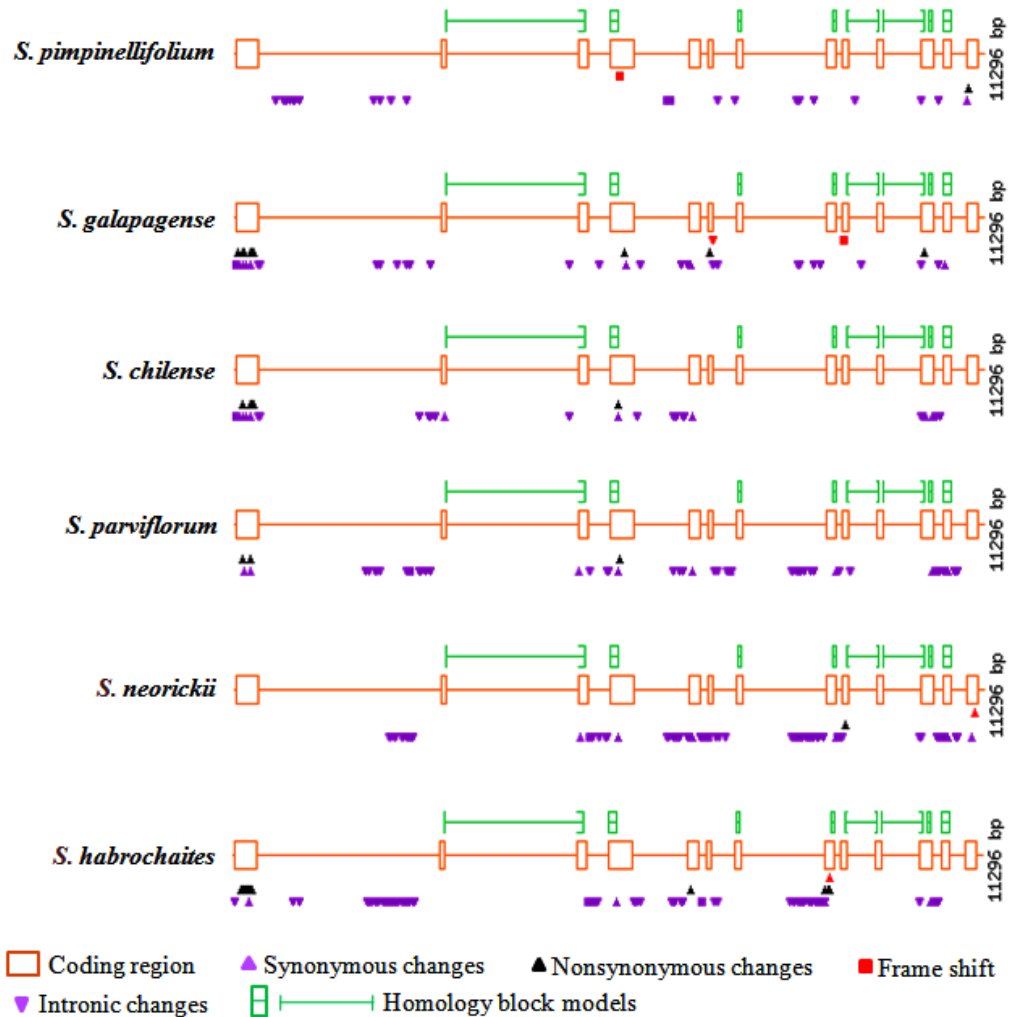 S. pimpinellifolium
11296 bp
S. galapagense
11296 bp
S. chilense
11296 bp
S. parviflorum
11296 bp
S. neorickii
11296 bp
S. habrochaites
11296 bp
Coding region
Synonymous changes
Nonsynonymous changes
Frame shift
Intronic changes
Homology block models